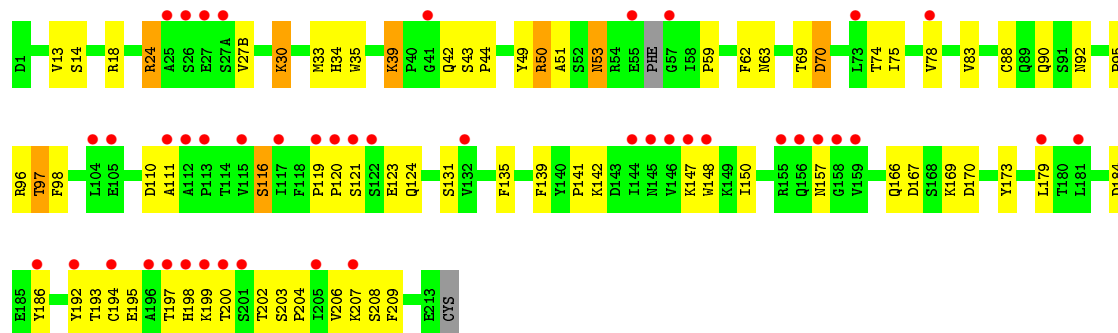 D1 V13 S14 R18 R24 A25 S26 E27 S27A V27B K30 M33 H34 W35 K39 P40 G41 Q42 S43 P44 Y49 R50 A51 S52 N53 R54 E55 PHE G57 I58 P59 F62 N63 T69 D70 L73 T74 I75 V78 V83 C88 Q89 Q90 S91 N92 P95
R96 T97 F98 L104 E105 D110 A111 A112 P113 T114 V115 S116 I117 F118 P119 P120 S121 S122 E123 Q124 S131 V132 F135 F139 Y140 P141 K142 D143 I144 N145 V146 K147 W148 K149 I150 R155 Q156 N157 G158 V159 Q166 D167 S168 K169 D170 Y173 L179 T180 L181 D184
E185 Y186 Y192 T193 C194 E195 A196 T197 H198 K199 T200 S201 T202 S203 P204 I205 V206 K207 S208 F209 E213 CYS